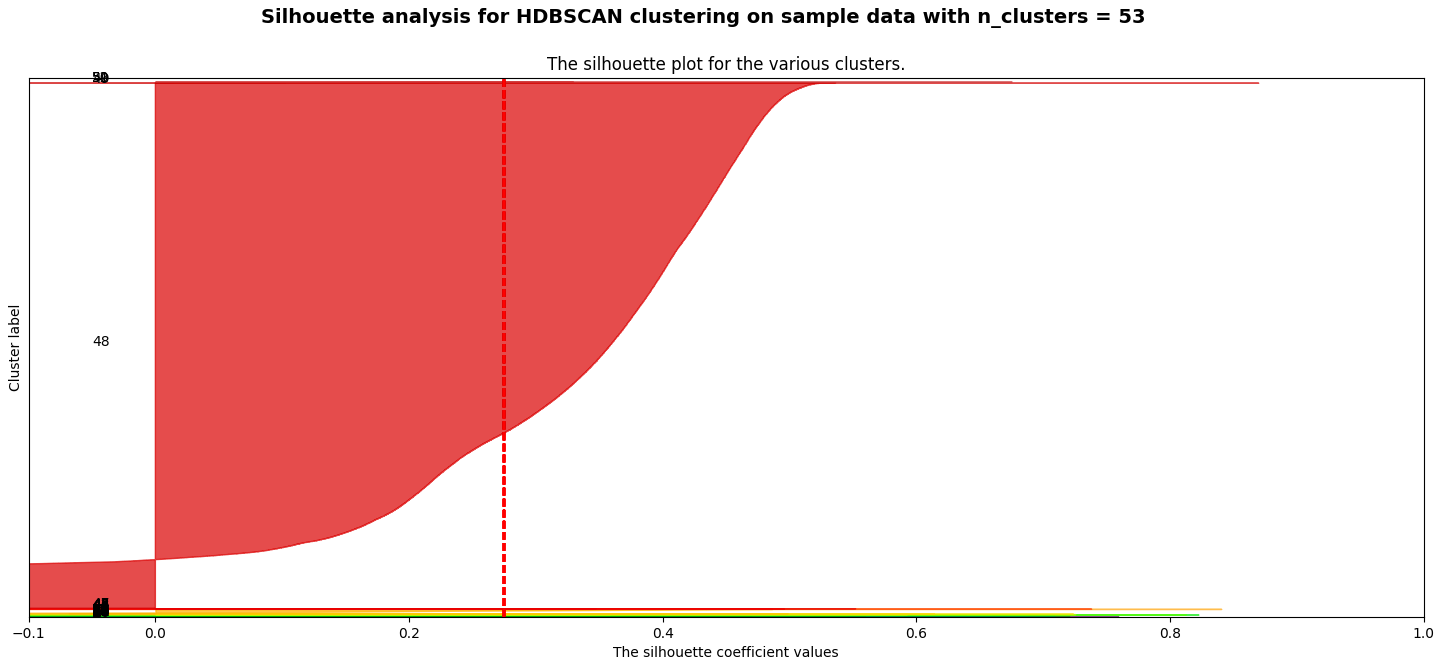 Silhouette analysis for HDBSCAN clustering on sample data with n_clusters = 53
The silhouette plot for the various clusters.
Cluster label
48
−0.1 0.0 0.2 0.4 0.6 0.8 1.0
The silhouette coefficient values